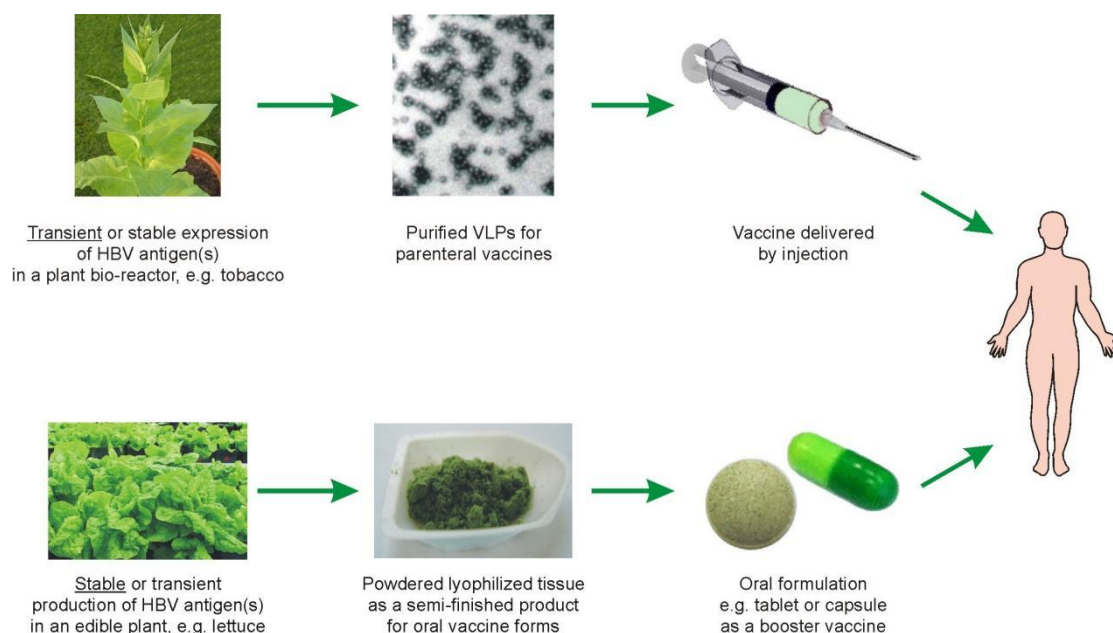 Transient or stable expression
of HBV antigen(s)
in a plant bio-reactor, e.g. tobacco
Purified VLPs for
parenteral vaccines
Vaccine delivered
by injection
Stable or transient
production of HBV antigen(s)
in an edible plant, e.g. lettuce
Powdered lyophilized tissue
as a semi-finished product
for oral vaccine forms
Oral formulation
e.g. tablet or capsule
as a booster vaccine